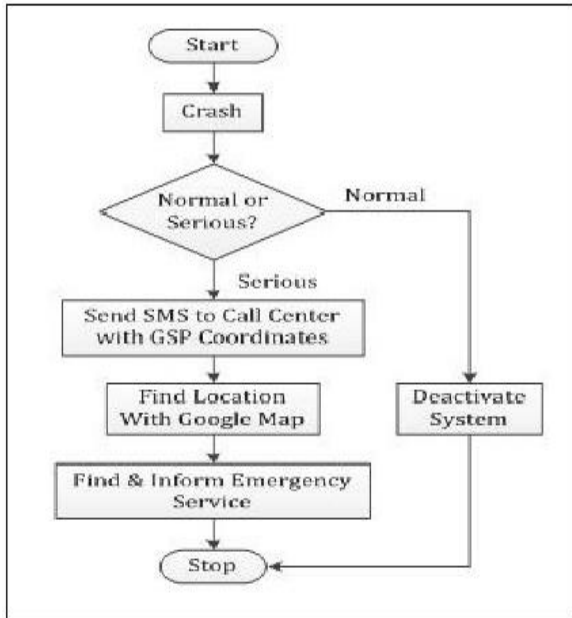 Start
Crash
Normal or
Serious?
Normal
Serious
Send SMS to Call Center
with GSP Coordinates
Find Location
With Google Map
Deactivate
System
Find & Inform Emergency
Service
Stop